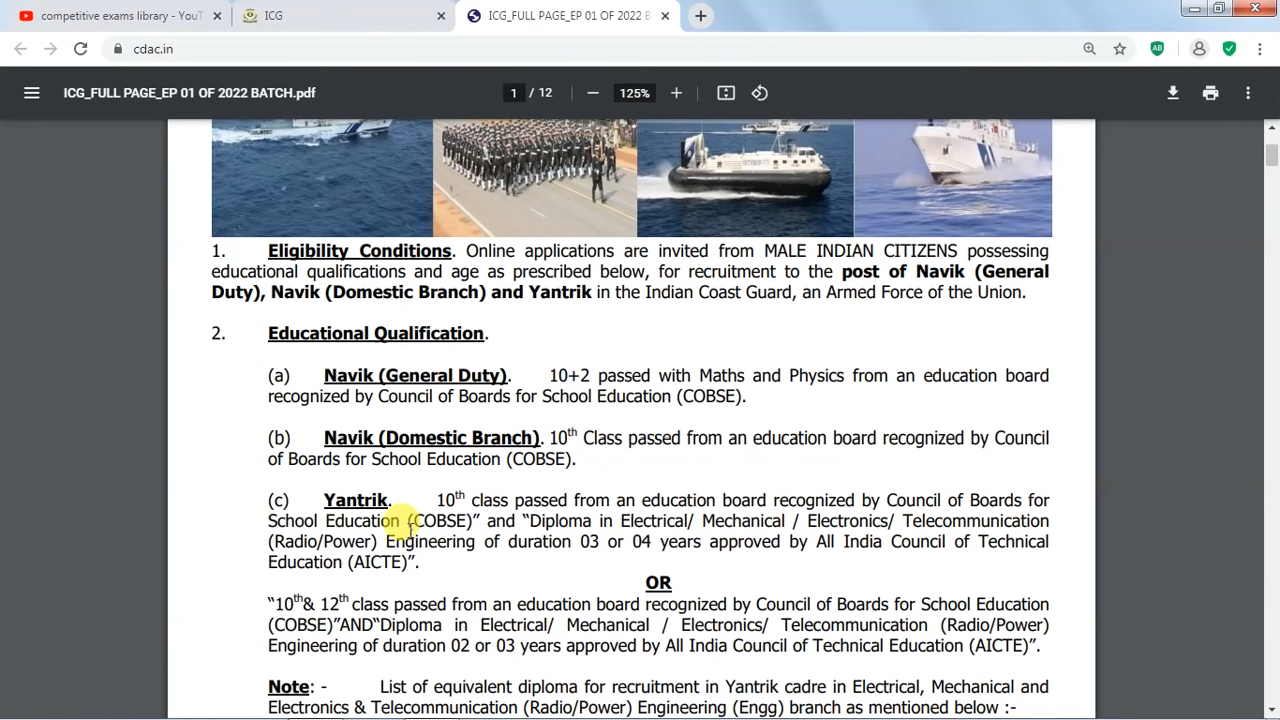 competitive exams library - YouT
ICG
ICG_FULL PAGE_EP 01 OF 2022 B
cdac.in
AB
ICG_FULL PAGE_EP 01 OF 2022 BATCH.pdf
1 / 12
125%
1. Eligibility Conditions. Online applications are invited from MALE INDIAN CITIZENS possessing
educational qualifications and age as prescribed below, for recruitment to the post of Navik (General
Duty), Navik (Domestic Branch) and Yantrik in the Indian Coast Guard, an Armed Force of the Union.
2. Educational Qualification.
(a) Navik (General Duty). 10+2 passed with Maths and Physics from an education board
recognized by Council of Boards for School Education (COBSE).
(b) Navik (Domestic Branch). 10th Class passed from an education board recognized by Council
of Boards for School Education (COBSE).
(c) Yantrik. 10th class passed from an education board recognized by Council of Boards for
School Education (COBSE)” and “Diploma in Electrical/ Mechanical / Electronics/ Telecommunication
(Radio/Power) Engineering of duration 03 or 04 years approved by All India Council of Technical
Education (AICTE)”.
OR
“10th& 12th class passed from an education board recognized by Council of Boards for School Education
(COBSE)”AND“Diploma in Electrical/ Mechanical / Electronics/ Telecommunication (Radio/Power)
Engineering of duration 02 or 03 years approved by All India Council of Technical Education (AICTE)”.
Note: - List of equivalent diploma for recruitment in Yantrik cadre in Electrical, Mechanical and
Electronics & Telecommunication (Radio/Power) Engineering (Engg) branch as mentioned below :-